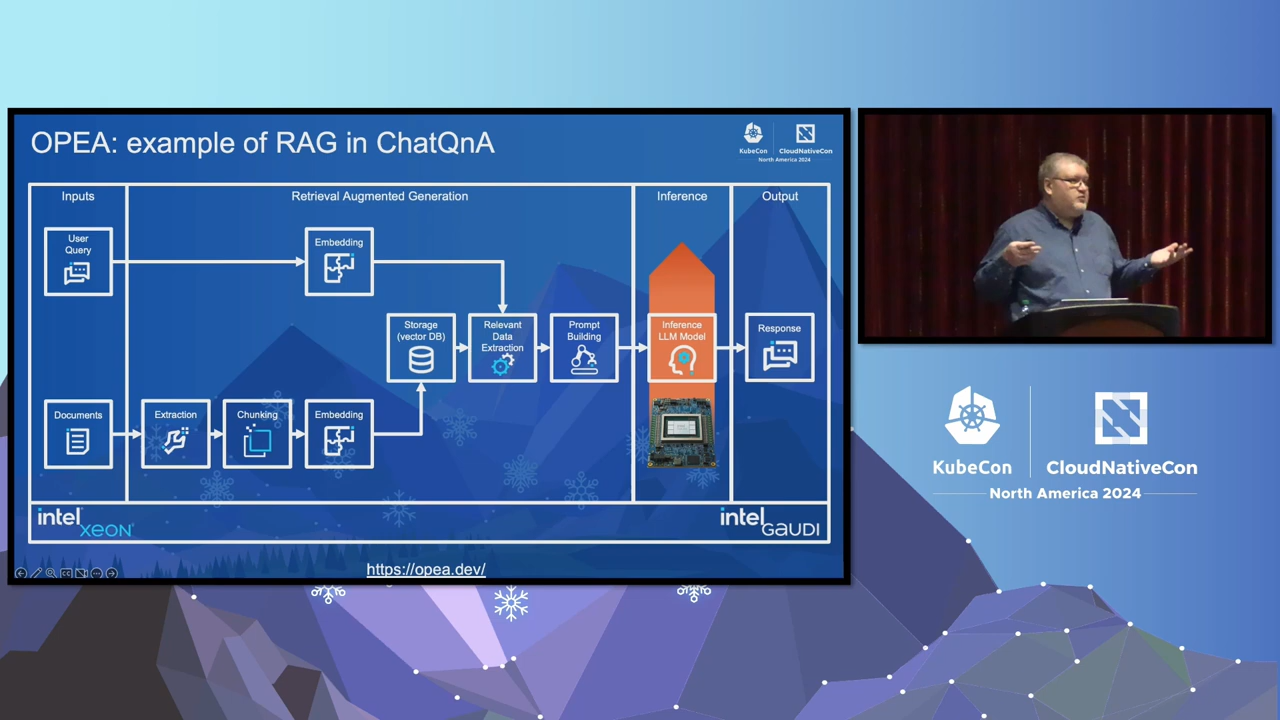 OPEA: example of RAG in ChatQnA
KubeCon
CloudNativeCon
North America 2024
Inputs
Retrieval Augmented Generation
Inference
Output
User
Query
Embedding
Storage
(vector DB)
Relevant
Data
Extraction
Prompt
Building
Inference
LLM Model
Response
Documents
Extraction
Chunking
Embedding
intel
xeon
intel
GAUDI
https://opea.dev/
KubeCon
CloudNativeCon
North America 2024